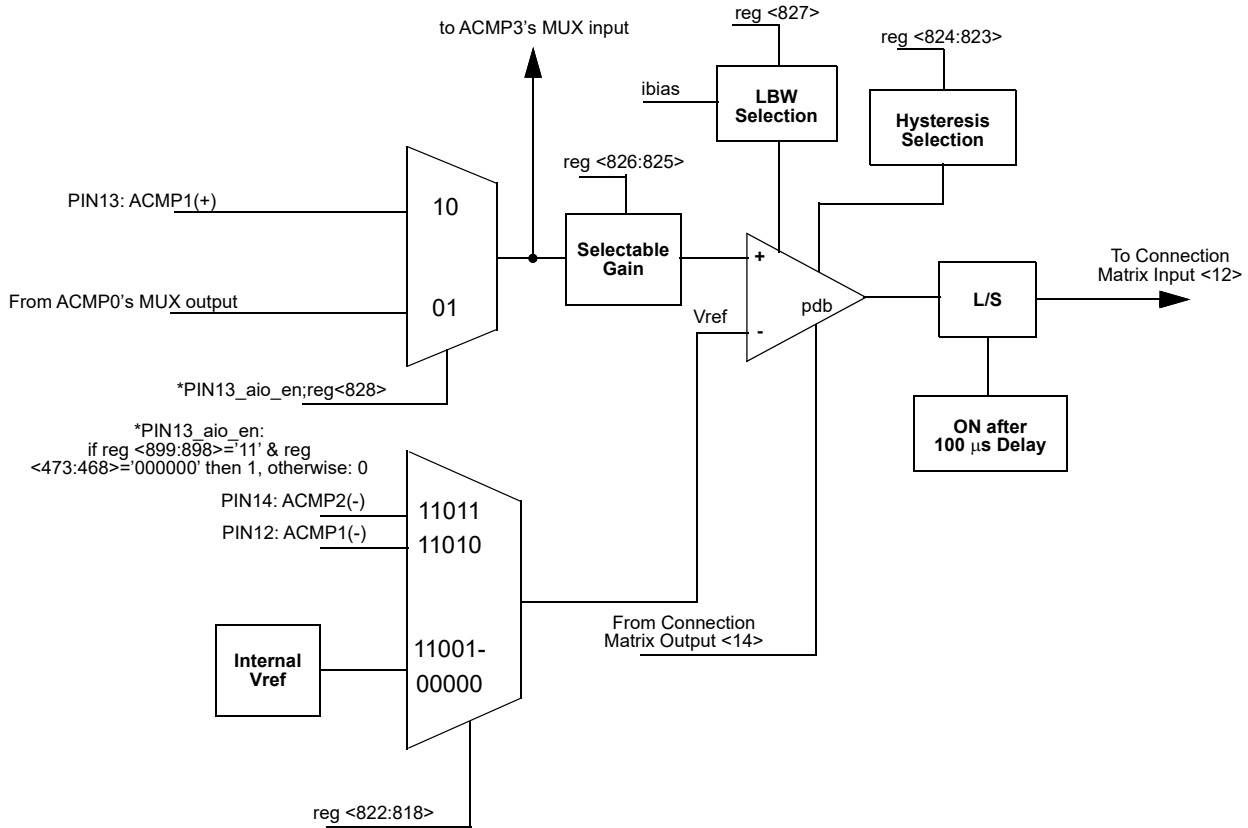 reg <827>
to ACMP3's MUX input
reg <824:823>
ibias
LBW
Selection
Hysteresis
Selection
reg <826:825>
PIN13: ACMP1(+)
10
Selectable
Gain
+
To Connection
Matrix Input <12>
From ACMP0's MUX output
01
L/S
pdb
Vref
-
*PIN13_aio_en;reg<828>
*PIN13_aio_en:
if reg <899:898>='11' & reg
<473:468>='000000' then 1, otherwise: 0
ON after
100 μs Delay
PIN14: ACMP2(-)
11011
PIN12: ACMP1(-)
11010
From Connection
Matrix Output <14>
Internal
Vref
11001-
00000
reg <822:818>